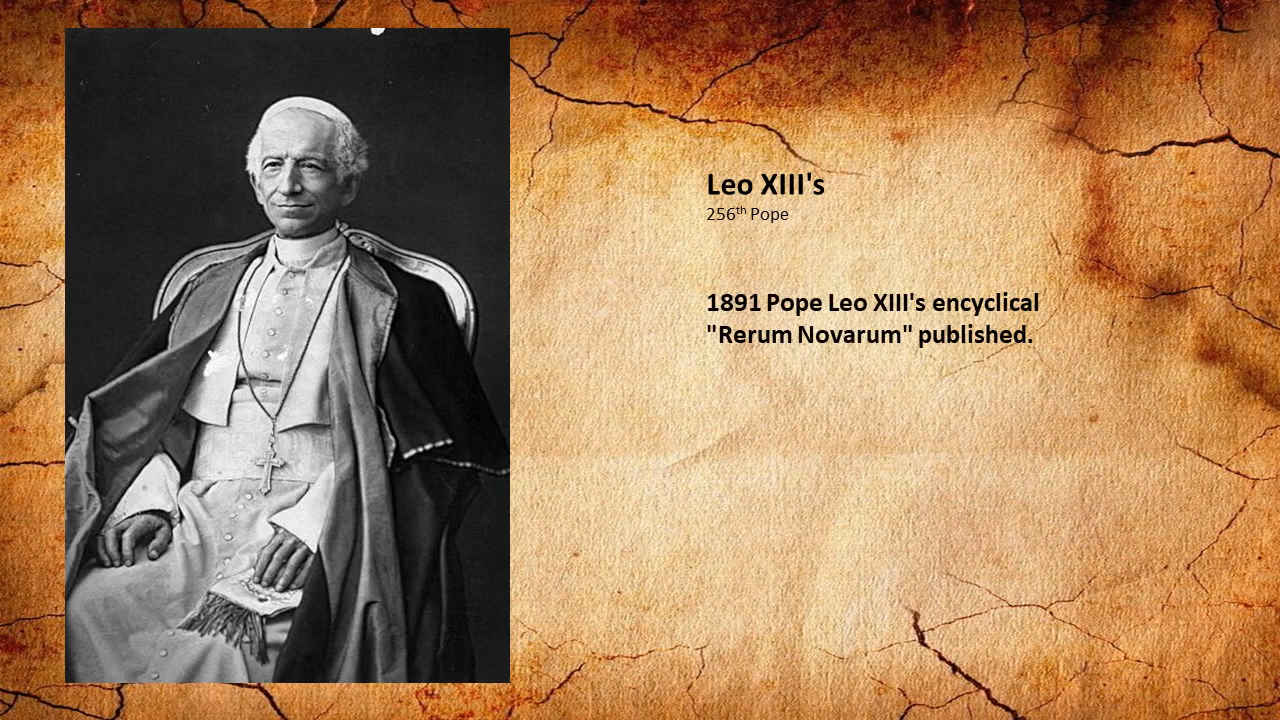 Leo XIII's
256th Pope
1891 Pope Leo XIII's encyclical
"Rerum Novarum" published.